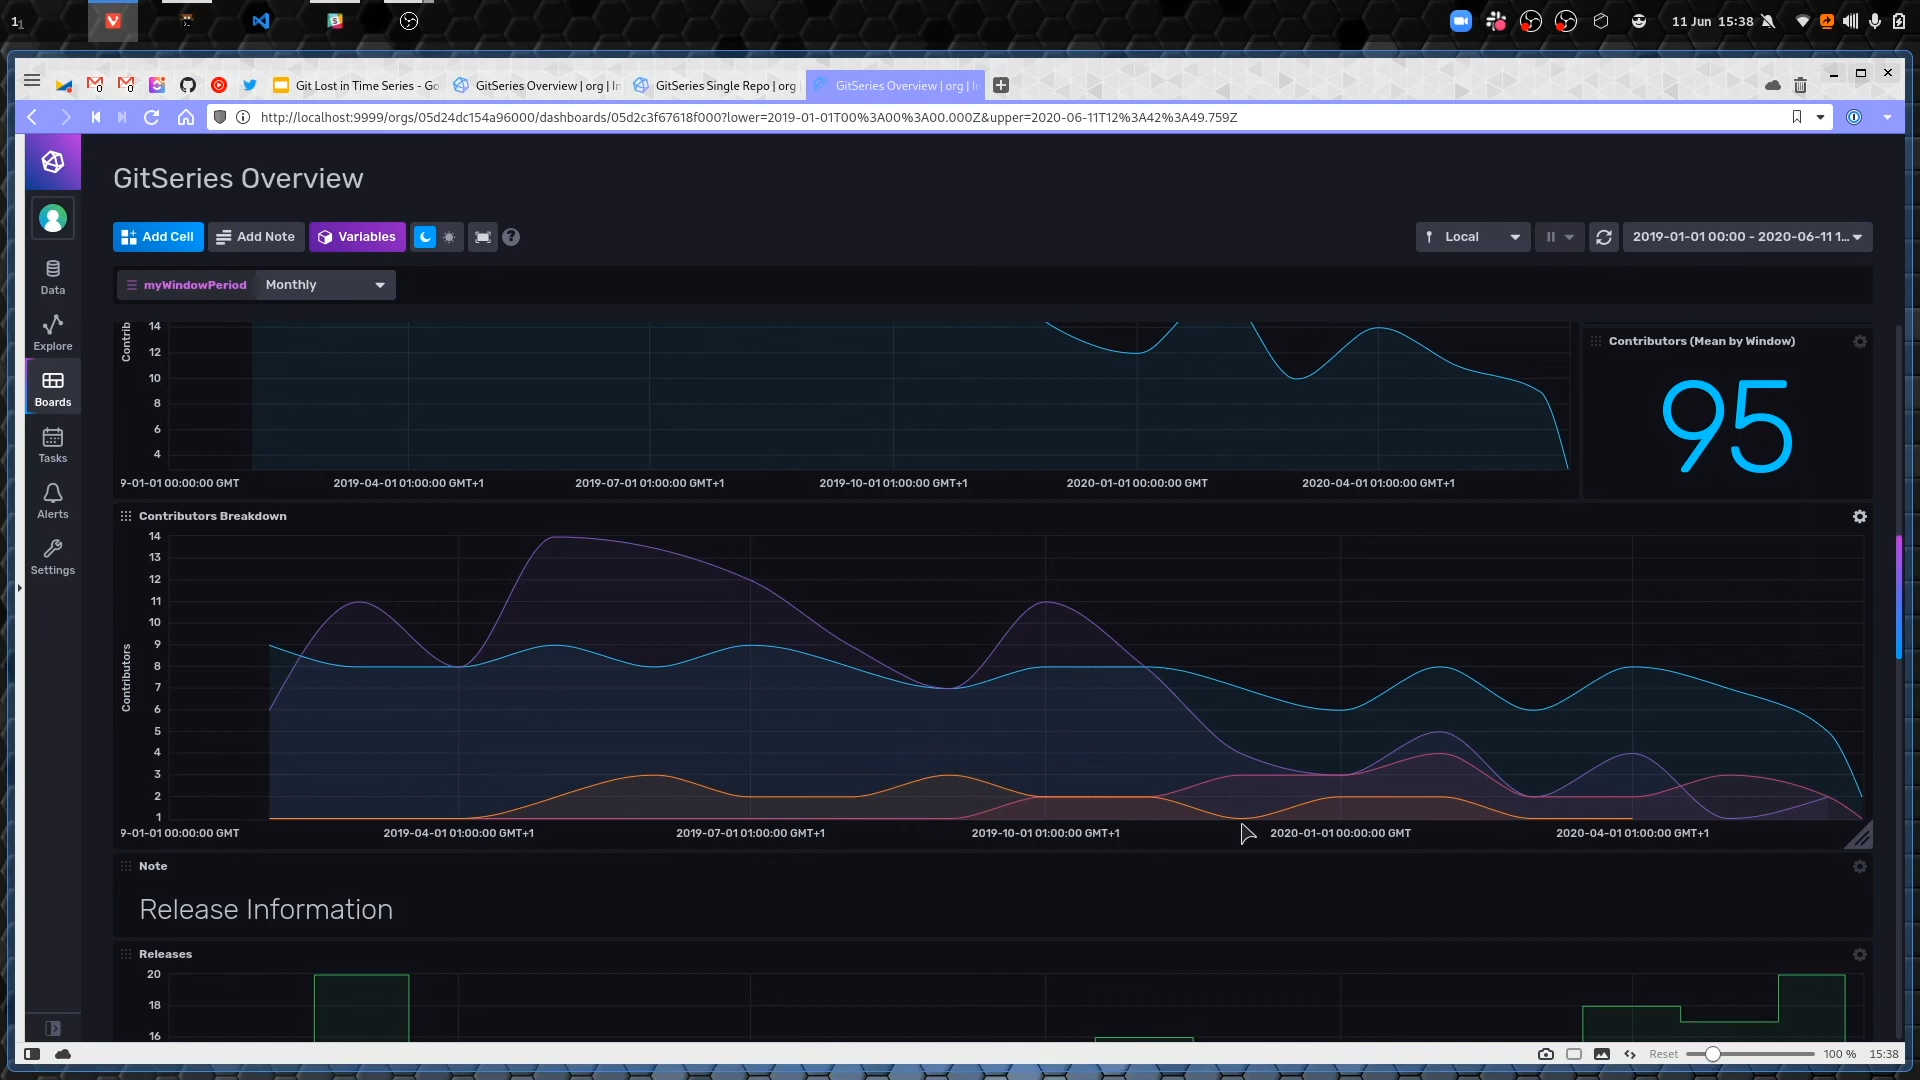 11 Jun 15:38
Git Lost in Time Series - Go
GitSeries Overview | org | In
GitSeries Single Repo | org
GitSeries Overview | org | In
http://localhost:9999/orgs/05d24dc154a96000/dashboards/05d2c3f67618f000?lower=2019-01-01T00%3A00%3A00.000Z&upper=2020-06-11T12%3A42%3A49.759Z
GitSeries Overview
Add Cell
Add Note
Variables
Local
2019-01-01 00:00 - 2020-06-11 1...
myWindowPeriod
Monthly
Data
Explore
Boards
Tasks
Alerts
Settings
Contrib
14
12
10
8
6
4
9-01-01 00:00:00 GMT
2019-04-01 01:00:00 GMT+1
2019-07-01 01:00:00 GMT+1
2019-10-01 01:00:00 GMT+1
2020-01-01 00:00:00 GMT
2020-04-01 01:00:00 GMT+1
Contributors (Mean by Window)
95
Contributors Breakdown
Contributors
14
13
12
11
10
9
8
7
6
5
4
3
2
1
9-01-01 00:00:00 GMT
2019-04-01 01:00:00 GMT+1
2019-07-01 01:00:00 GMT+1
2019-10-01 01:00:00 GMT+1
2020-01-01 00:00:00 GMT
2020-04-01 01:00:00 GMT+1
Note
Release Information
Releases
20
18
16
Reset
100 %
15:38